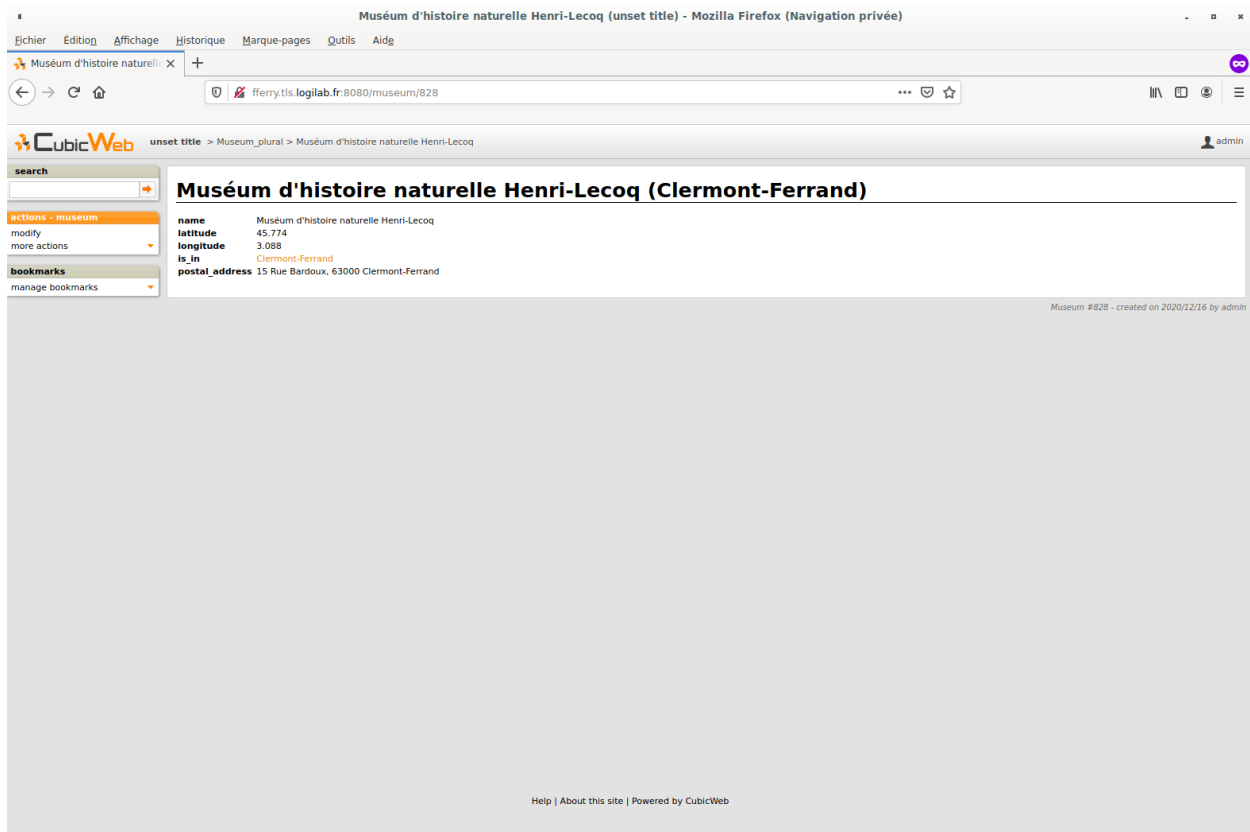 Muséum d'histoire naturelle Henri-Lecoq (unset title) - Mozilla Firefox (Navigation privée)
Fichier Édition Affichage Historique Marque-pages Outils Aide
Muséum d'histoire naturelle
fferry.tls.logilab.fr:8080/museum/828
CubicWeb unset title > Museum_plural > Muséum d'histoire naturelle Henri-Lecoq admin
search
Muséum d'histoire naturelle Henri-Lecoq (Clermont-Ferrand)
actions - museum
modify
more actions
bookmarks
manage bookmarks
name Muséum d'histoire naturelle Henri-Lecoq
latitude 45.774
longitude 3.088
is_in Clermont-Ferrand
postal_address 15 Rue Bardoux, 63000 Clermont-Ferrand
Museum #828 - created on 2020/12/16 by admin
Help | About this site | Powered by CubicWeb